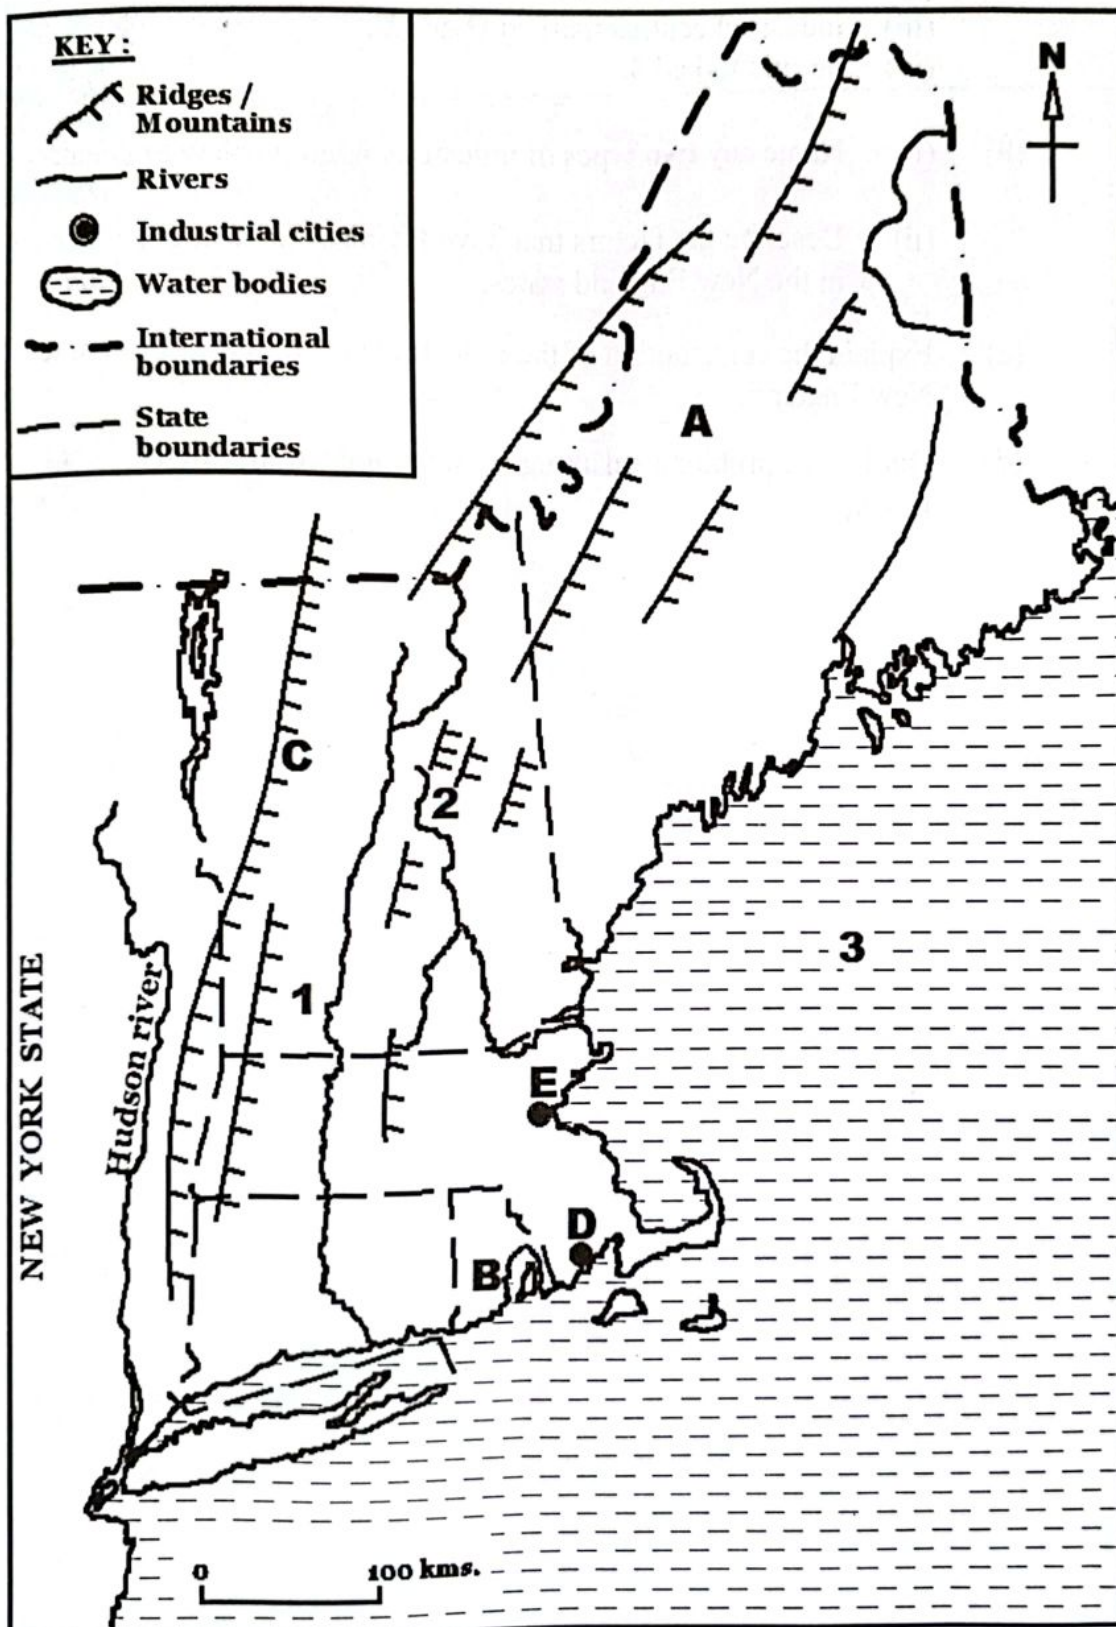 KEY :
Ridges /
Mountains
Rivers
Industrial cities
Water bodies
International
boundaries
State
boundaries
N
A
C
2
3
1
Hudson river
NEW YORK STATE
E
D
B
0 100 kms.